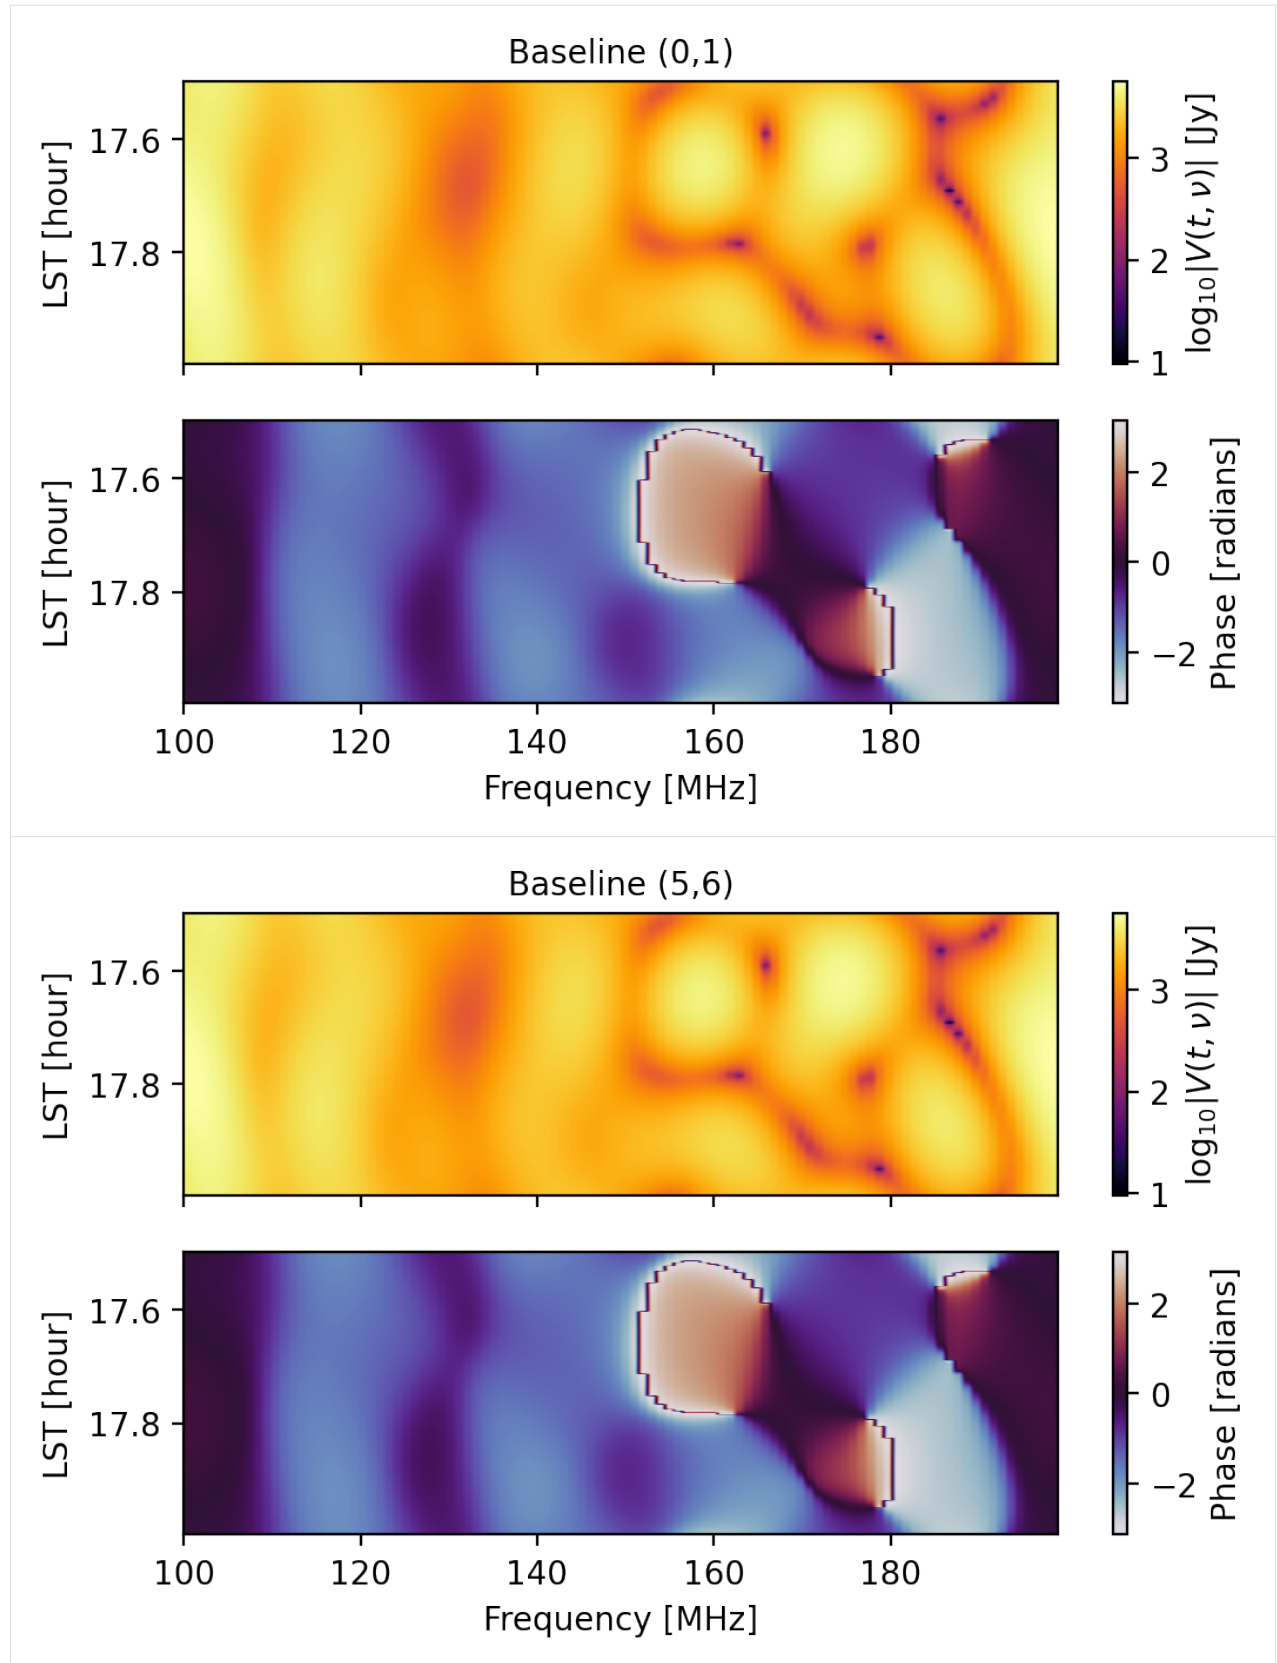 Baseline (0,1)
LST [hour]
17.6
17.8
3
2
1
log₁₀|V(t, ν)| [Jy]
LST [hour]
17.6
17.8
2
0
−2
Phase [radians]
100 120 140 160 180
Frequency [MHz]
Baseline (5,6)
LST [hour]
17.6
17.8
3
2
1
log₁₀|V(t, ν)| [Jy]
LST [hour]
17.6
17.8
2
0
−2
Phase [radians]
100 120 140 160 180
Frequency [MHz]